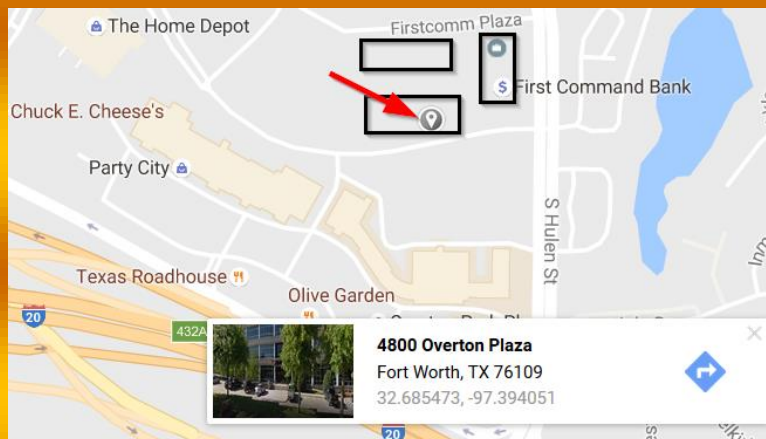 The Home Depot
Firstcomm Plaza
$ First Command Bank
Chuck E. Cheese's
Party City
S Hulen St
Texas Roadhouse
Olive Garden
20
432A
4800 Overton Plaza
Fort Worth, TX 76109
32.685473, -97.394051
20